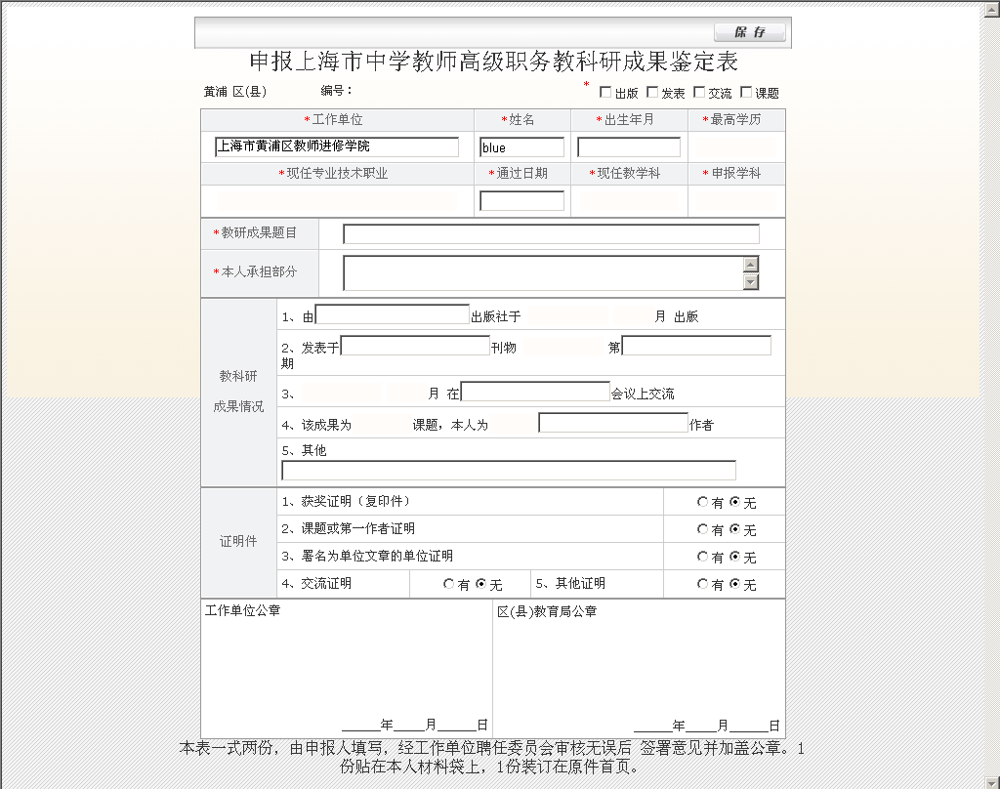 保 存
申报上海市中学教师高级职务教科研成果鉴定表
黄浦 区(县) 编号： * 出版 发表 交流 课题
*工作单位 *姓名 *出生年月 *最高学历
上海市黄浦区教师进修学院 blue
*现任专业技术职业 *通过日期 *现任教学科 *申报学科
*教研成果题目
*本人承担部分
教科研
成果情况
1、由 出版社于 月 出版
2、发表于 刊物 第
期
3、 月 在 会议上交流
4、该成果为 课题，本人为 作者
5、其他
证明件
1、获奖证明（复印件） 有 无
2、课题或第一作者证明 有 无
3、署名为单位文章的单位证明 有 无
4、交流证明 有 无 5、其他证明 有 无
工作单位公章 区(县)教育局公章
______年_____月______日 ______年_____月______日
本表一式两份，由申报人填写，经工作单位聘任委员会审核无误后 签署意见并加盖公章。1
份贴在本人材料袋上，1份装订在原件首页。